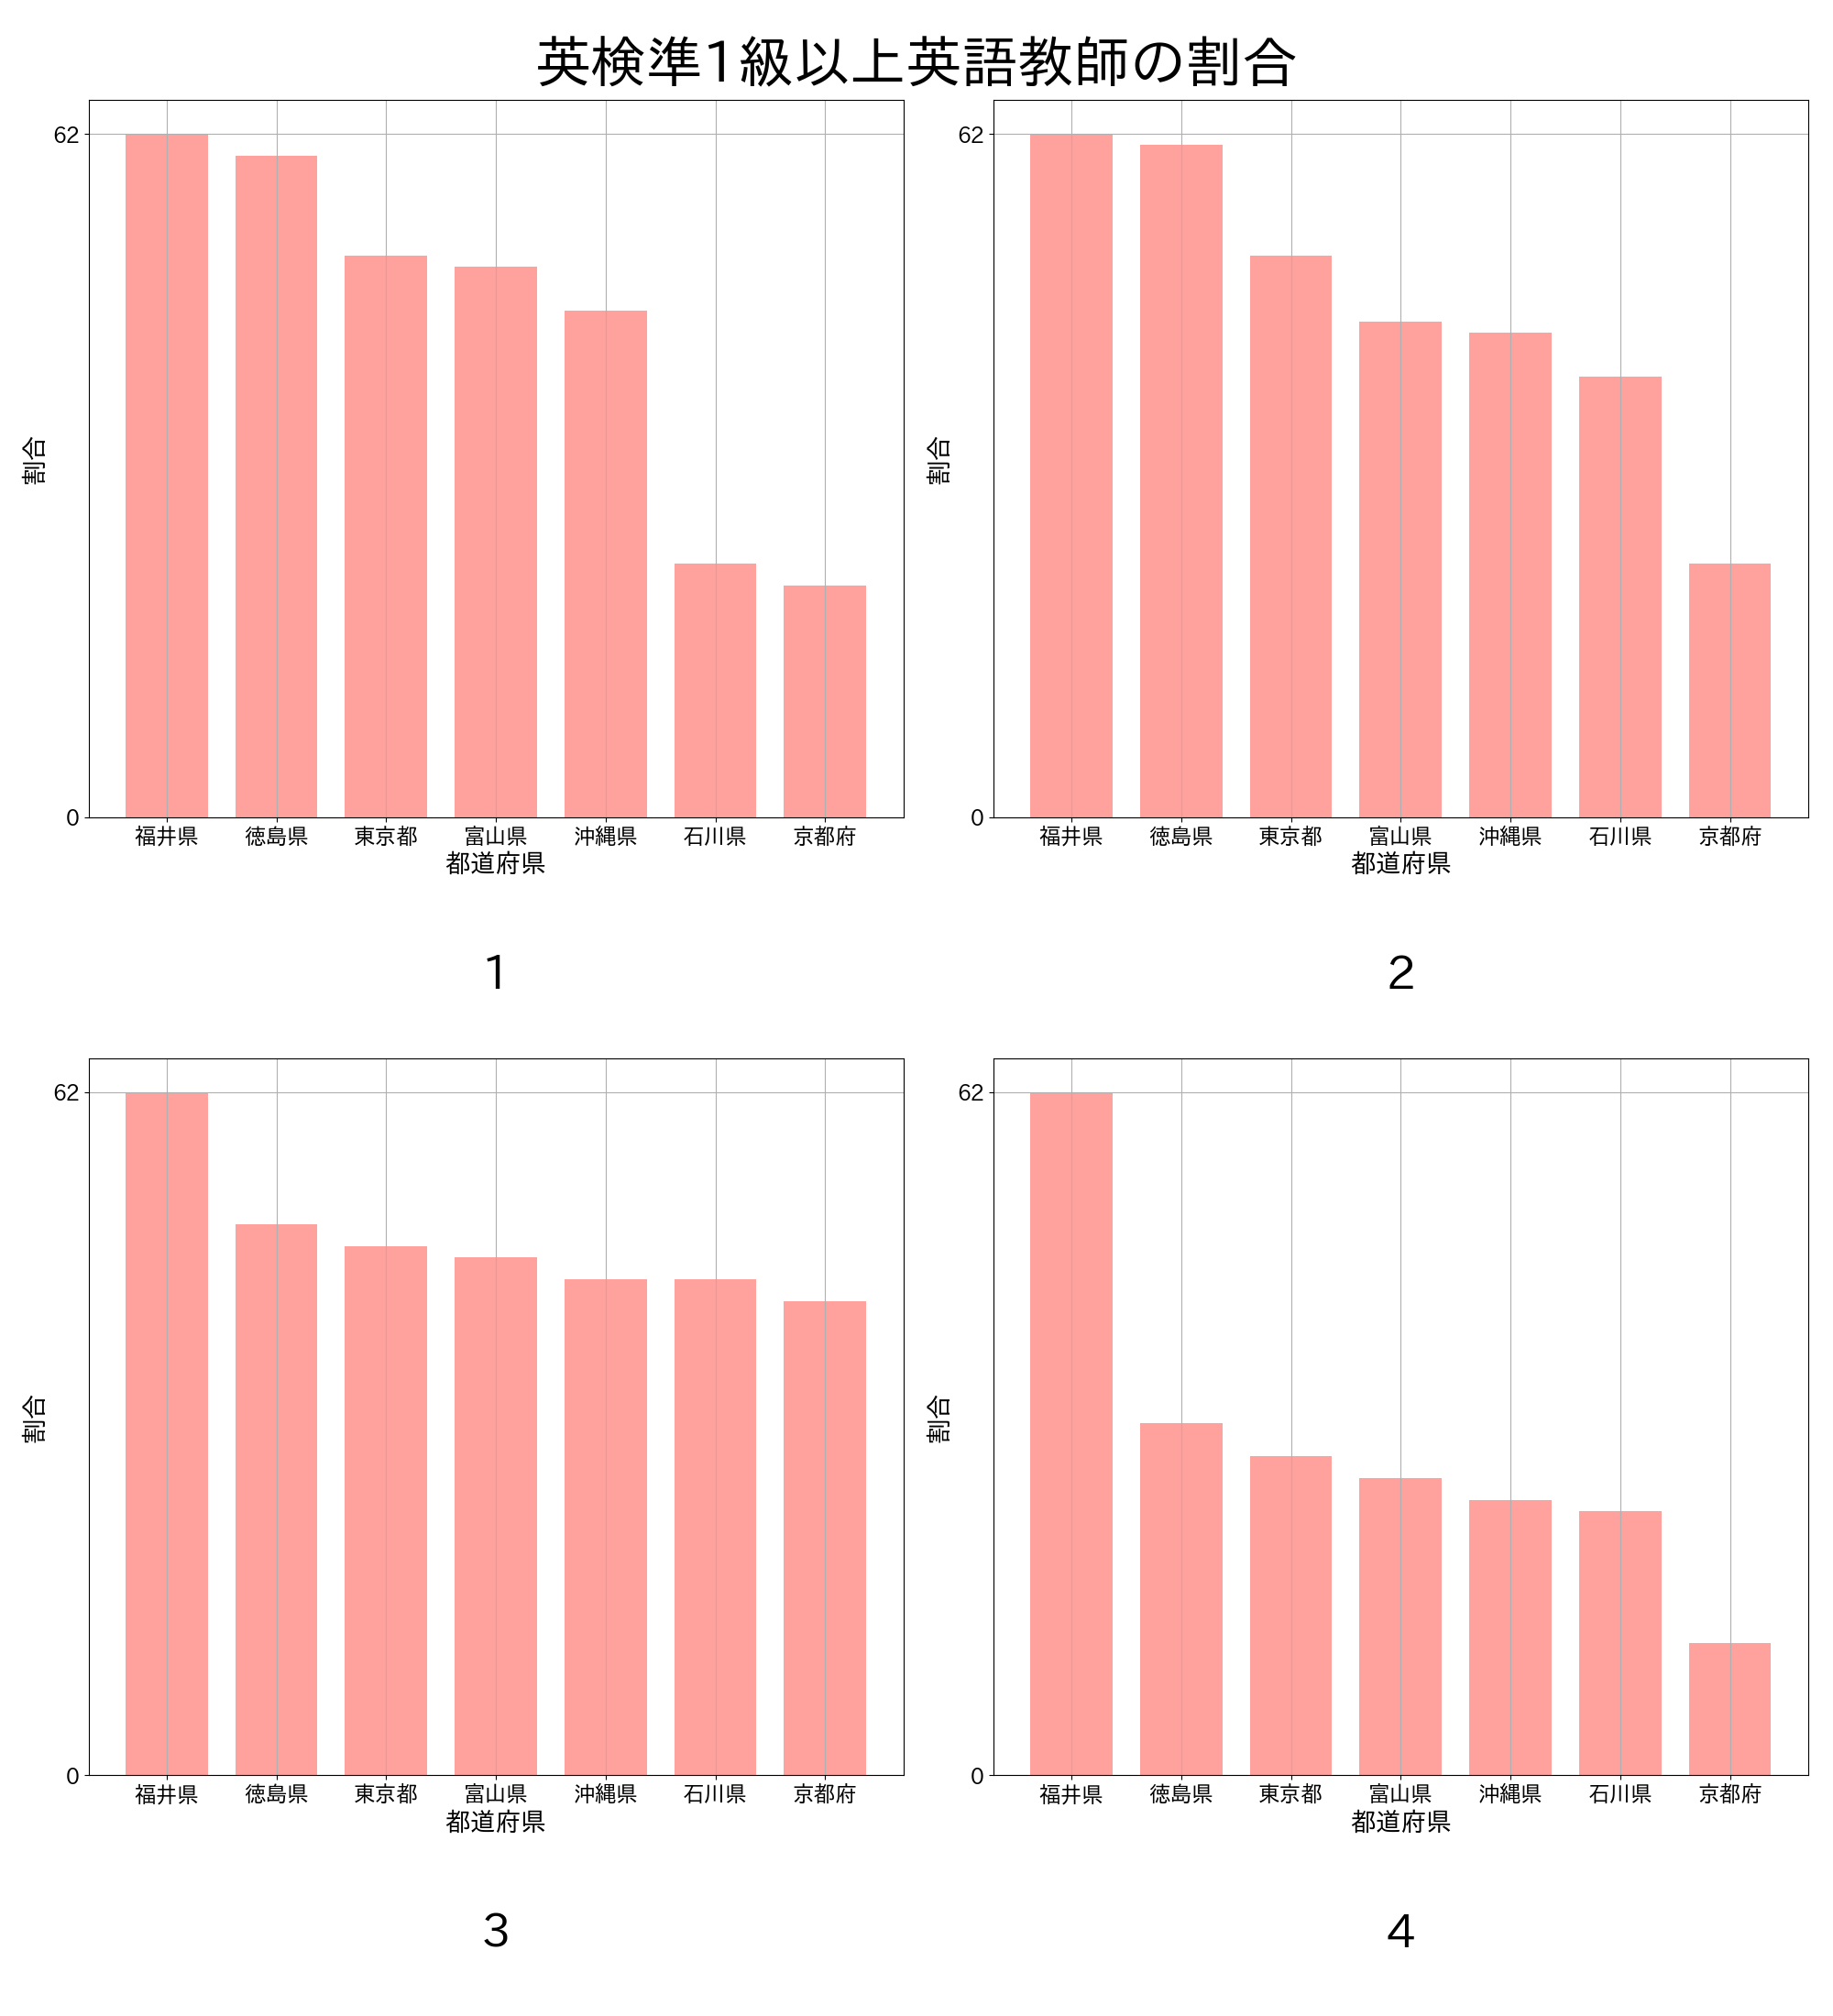 英検準1級以上英語教師の割合
62
0
割合
福井県 徳島県 東京都 富山県 沖縄県 石川県 京都府
都道府県
1
62
0
割合
福井県 徳島県 東京都 富山県 沖縄県 石川県 京都府
都道府県
2
62
0
割合
福井県 徳島県 東京都 富山県 沖縄県 石川県 京都府
都道府県
3
62
0
割合
福井県 徳島県 東京都 富山県 沖縄県 石川県 京都府
都道府県
4